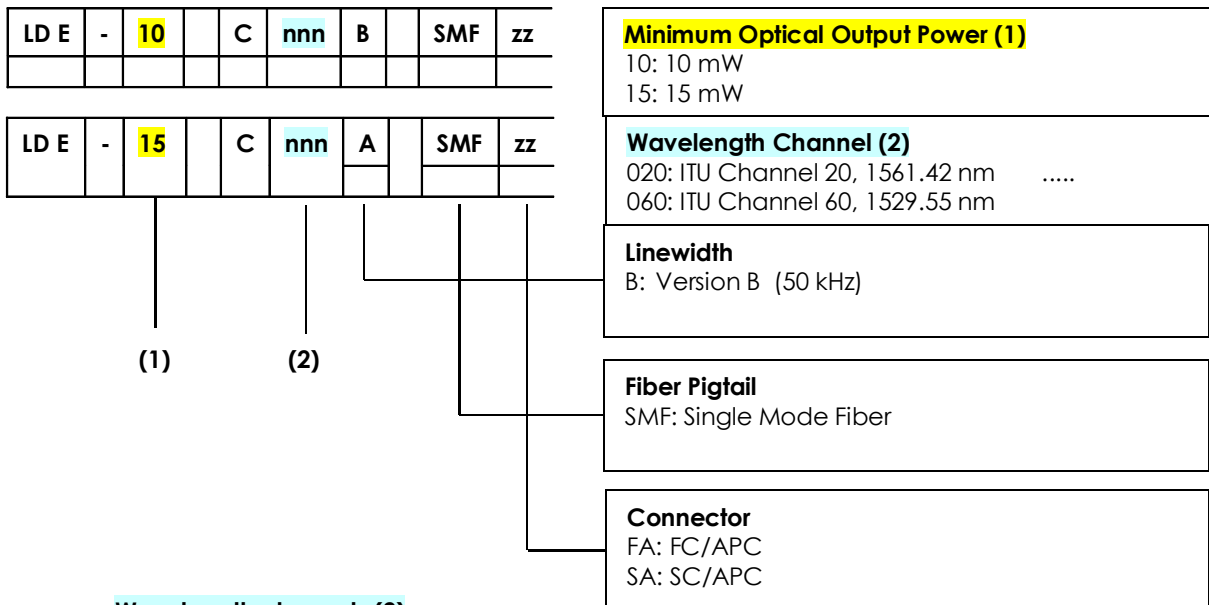 LD E - 10 C nnn B SMF zz
LD E - 15 C nnn A SMF zz
(1) (2)
Minimum Optical Output Power (1)
10: 10 mW
15: 15 mW
Wavelength Channel (2)
020: ITU Channel 20, 1561.42 nm .....
060: ITU Channel 60, 1529.55 nm
Linewidth
B: Version B (50 kHz)
Fiber Pigtail
SMF: Single Mode Fiber
Connector
FA: FC/APC
SA: SC/APC